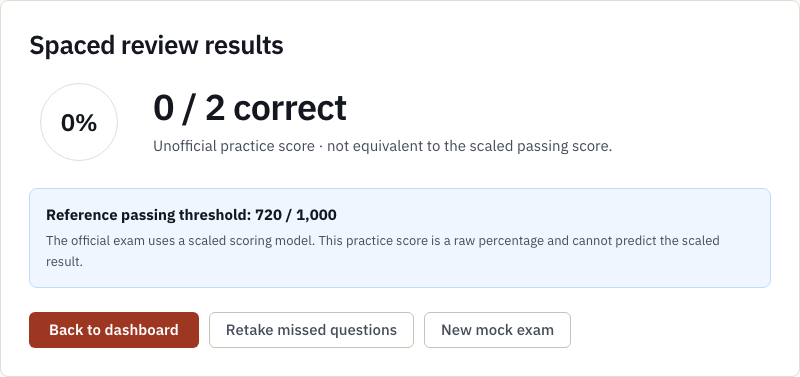 Spaced review results
0%
0 / 2 correct
Unofficial practice score · not equivalent to the scaled passing score.
Reference passing threshold: 720 / 1,000
The official exam uses a scaled scoring model. This practice score is a raw percentage and cannot predict the scaled
result.
Back to dashboard
Retake missed questions
New mock exam